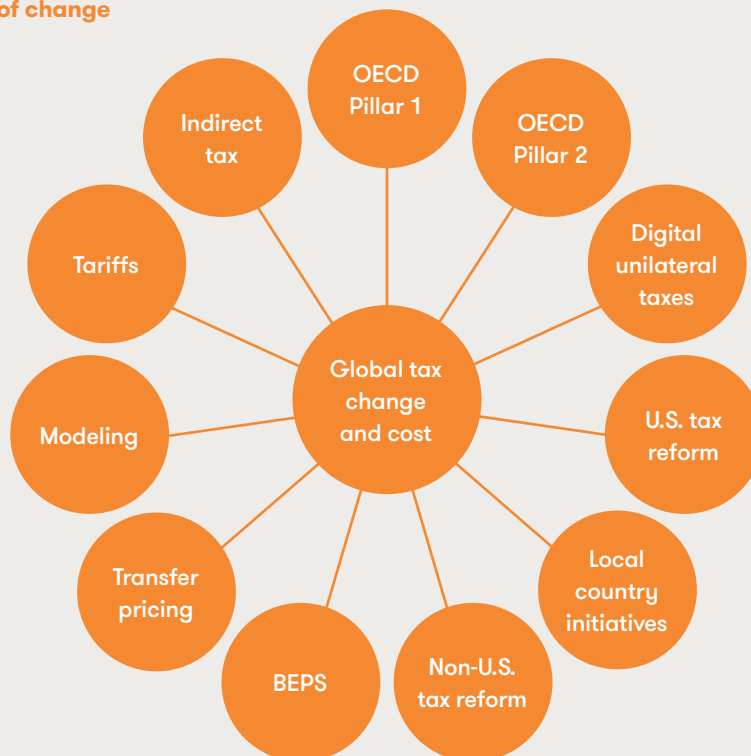 of change
OECD
Pillar 1
OECD
Pillar 2
Digital
unilateral
taxes
U.S. tax
reform
Local
country
initiatives
Non-U.S.
tax reform
BEPS
Transfer
pricing
Modeling
Tariffs
Indirect
tax
Global tax
change
and cost